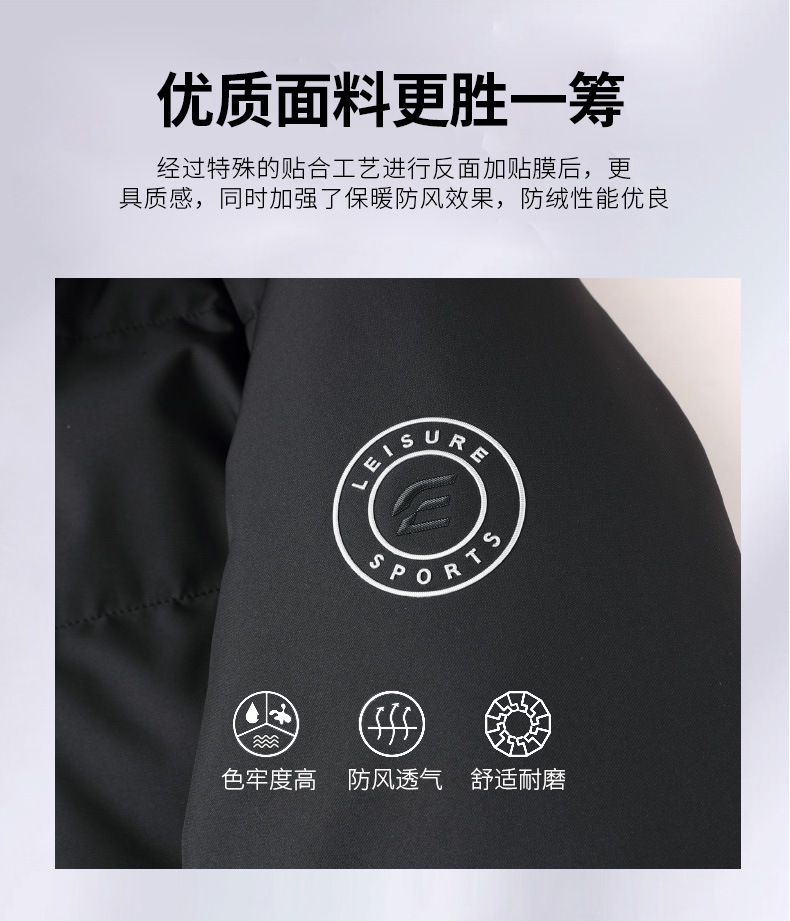 优质面料更胜一筹
经过特殊的贴合工艺进行反面加贴膜后，更
具质感，同时加强了保暖防风效果，防绒性能优良
LEISURE
SPORTS
色牢度高 防风透气 舒适耐磨